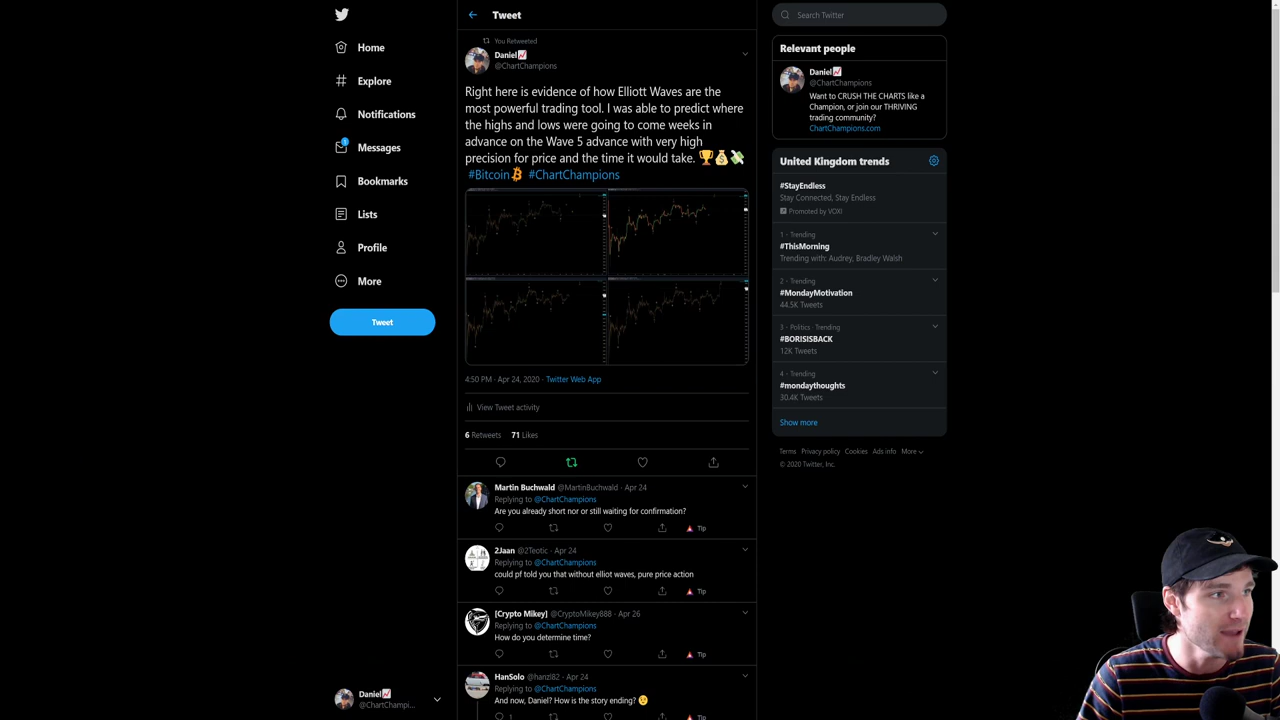 Home
Explore
Notifications
1
Messages
Bookmarks
Lists
Profile
More
Tweet
Daniel
@ChartChampi...
Tweet
You Retweeted
Daniel
@ChartChampions
Right here is evidence of how Elliott Waves are the
most powerful trading tool. I was able to predict where
the highs and lows were going to come weeks in
advance on the Wave 5 advance with very high
precision for price and the time it would take. 🏆💰💸
#Bitcoin #ChartChampions
4:50 PM · Apr 24, 2020 · Twitter Web App
View Tweet activity
6 Retweets 71 Likes
Martin Buchwald @MartinBuchwald · Apr 24
Replying to @ChartChampions
Are you already short nor or still waiting for confirmation?
Tip
2Jaan @2Teotic · Apr 24
Replying to @ChartChampions
could pf told you that without elliot waves, pure price action
Tip
[Crypto Mikey] @CryptoMikey888 · Apr 26
Replying to @ChartChampions
How do you determine time?
Tip
HanSolo @hanzl82 · Apr 24
Replying to @ChartChampions
And now, Daniel? How is the story ending? 😉
1
Tip
Search Twitter
Relevant people
Daniel
@ChartChampions
Want to CRUSH THE CHARTS like a
Champion, or join our THRIVING
trading community?
ChartChampions.com
United Kingdom trends
#StayEndless
Stay Connected, Stay Endless
Promoted by VOXI
1 · Trending
#ThisMorning
Trending with: Audrey, Bradley Walsh
2 · Trending
#MondayMotivation
44.5K Tweets
3 · Politics · Trending
#BORISISBACK
12K Tweets
4 · Trending
#mondaythoughts
30.4K Tweets
Show more
Terms Privacy policy Cookies Ads info More
© 2020 Twitter, Inc.